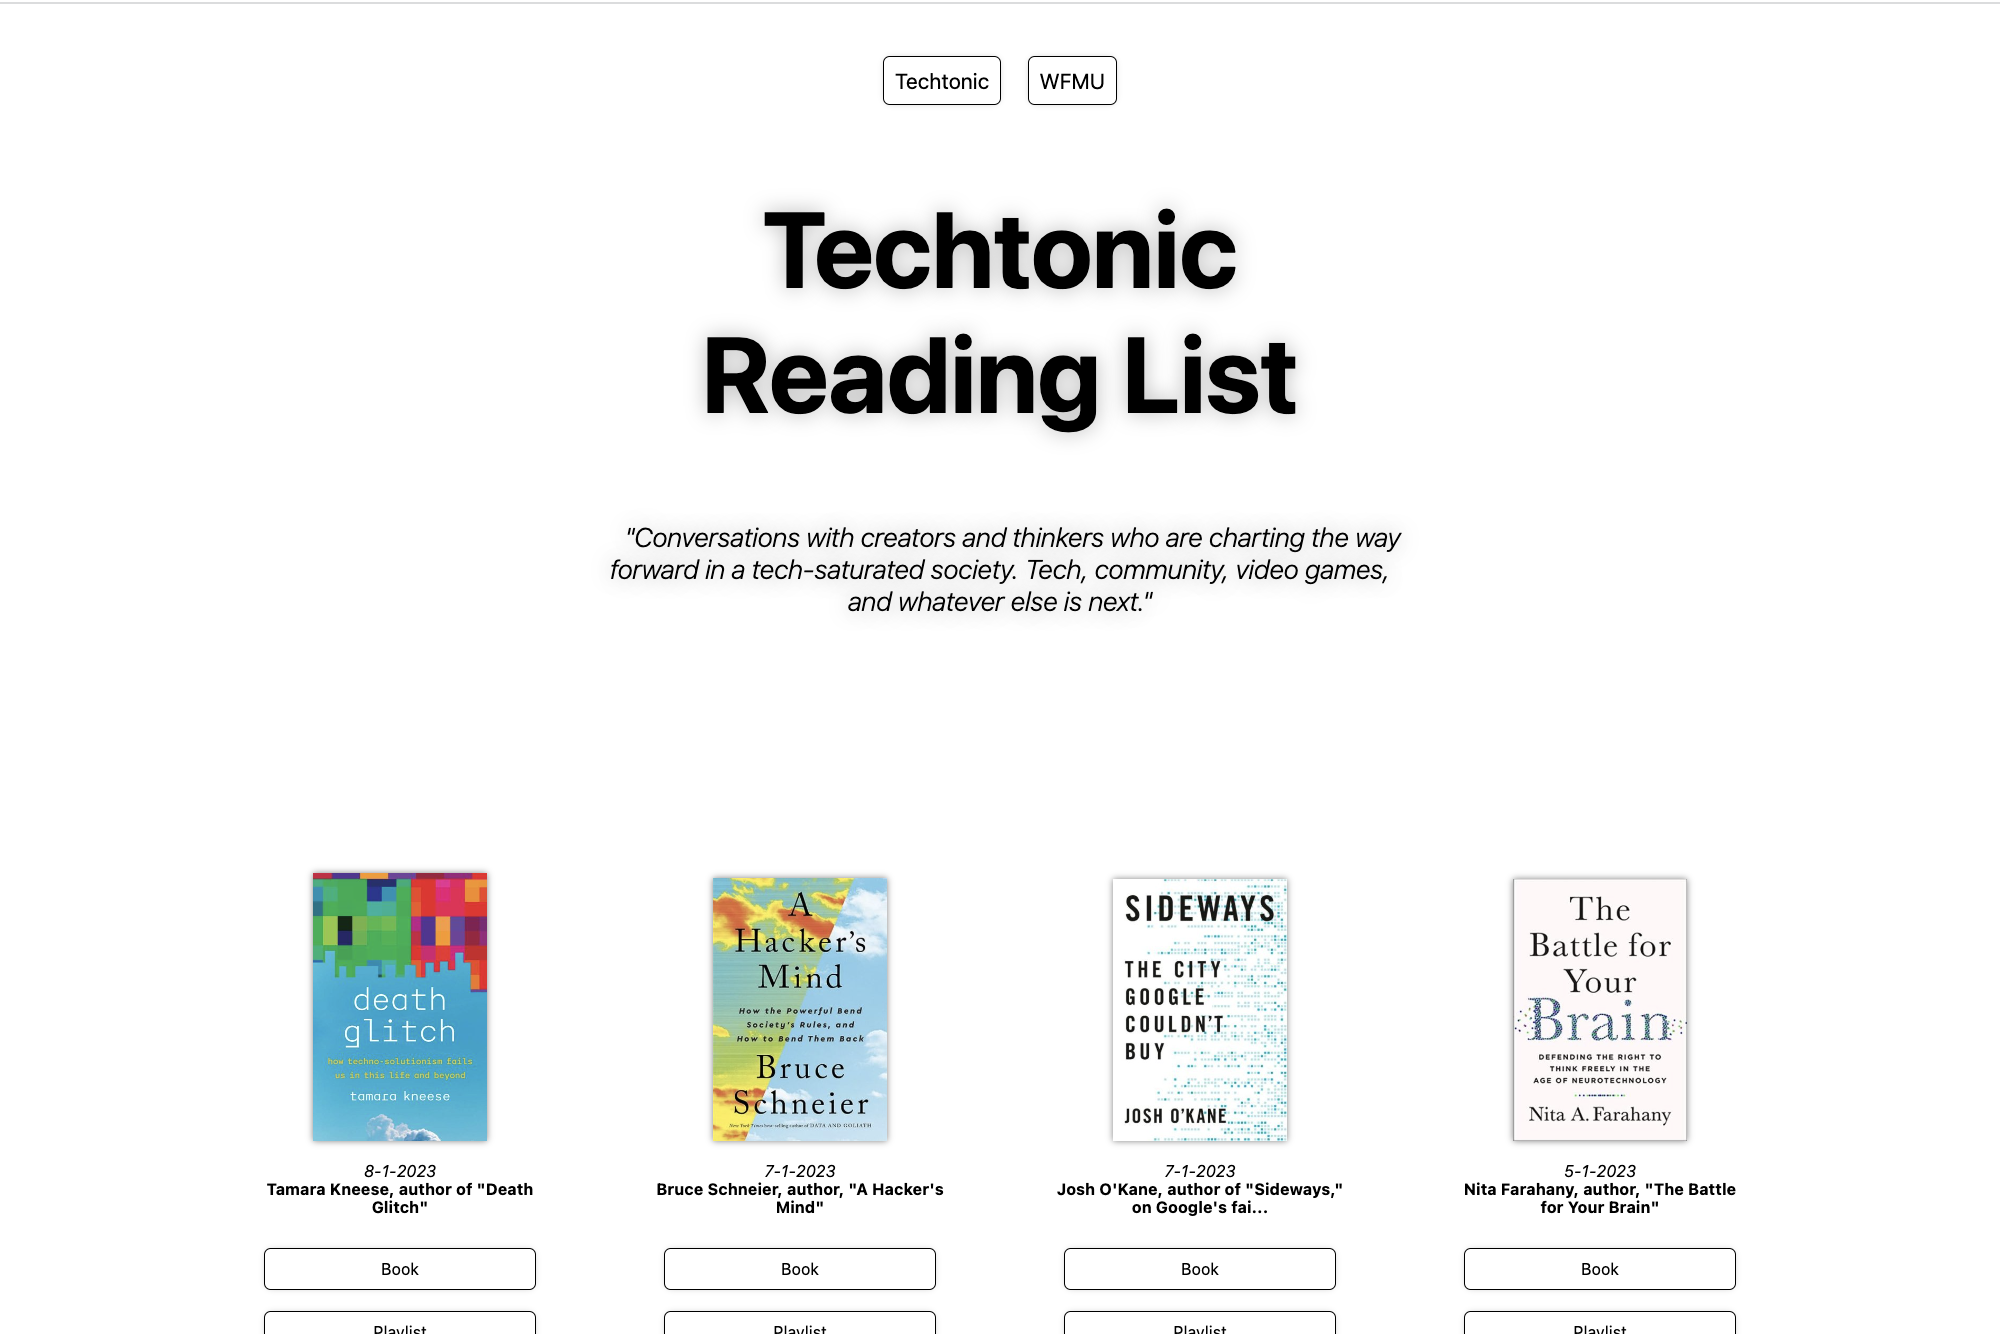 Techtonic
WFMU
Techtonic
Reading List
"Conversations with creators and thinkers who are charting the way
forward in a tech-saturated society. Tech, community, video games,
and whatever else is next."
death
glitch
how techno-solutionism fails
us in this life and beyond
tamara kneese
8-1-2023
Tamara Kneese, author of "Death
Glitch"
Book
Playlist
A
Hacker's
Mind
How the Powerful Bend
Society's Rules, and
How to Bend Them Back
Bruce
Schneier
New York Times best-selling author of DATA AND GOLIATH
7-1-2023
Bruce Schneier, author, "A Hacker's
Mind"
Book
Playlist
SIDEWAYS
THE CITY
GOOGLE
COULDN'T
BUY
JOSH O'KANE
7-1-2023
Josh O'Kane, author of "Sideways,"
on Google's fai...
Book
Playlist
The
Battle for
Your
Brain
DEFENDING THE RIGHT TO
THINK FREELY IN THE
AGE OF NEUROTECHNOLOGY
Nita A. Farahany
5-1-2023
Nita Farahany, author, "The Battle
for Your Brain"
Book
Playlist